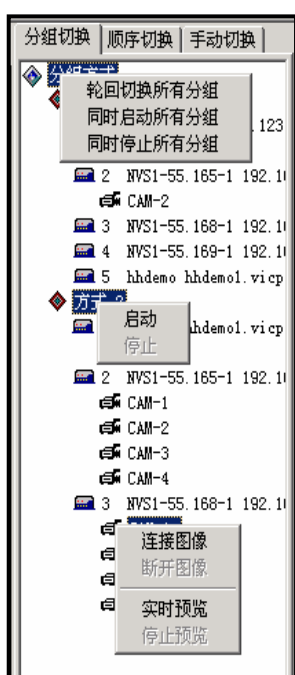 分组切换 顺序切换 手动切换
轮回切换所有分组
同时启动所有分组
同时停止所有分组
.123
2 NVS1-55.165-1 192.1
CAM-2
3 NVS1-55.168-1 192.1
4 NVS1-55.169-1 192.1
5 hhdemo hhdemo1.vicp
启动
停止
hhdemo1.vicp
2 NVS1-55.165-1 192.1
CAM-1
CAM-2
CAM-3
CAM-4
3 NVS1-55.168-1 192.1
连接图像
断开图像
实时预览
停止预览